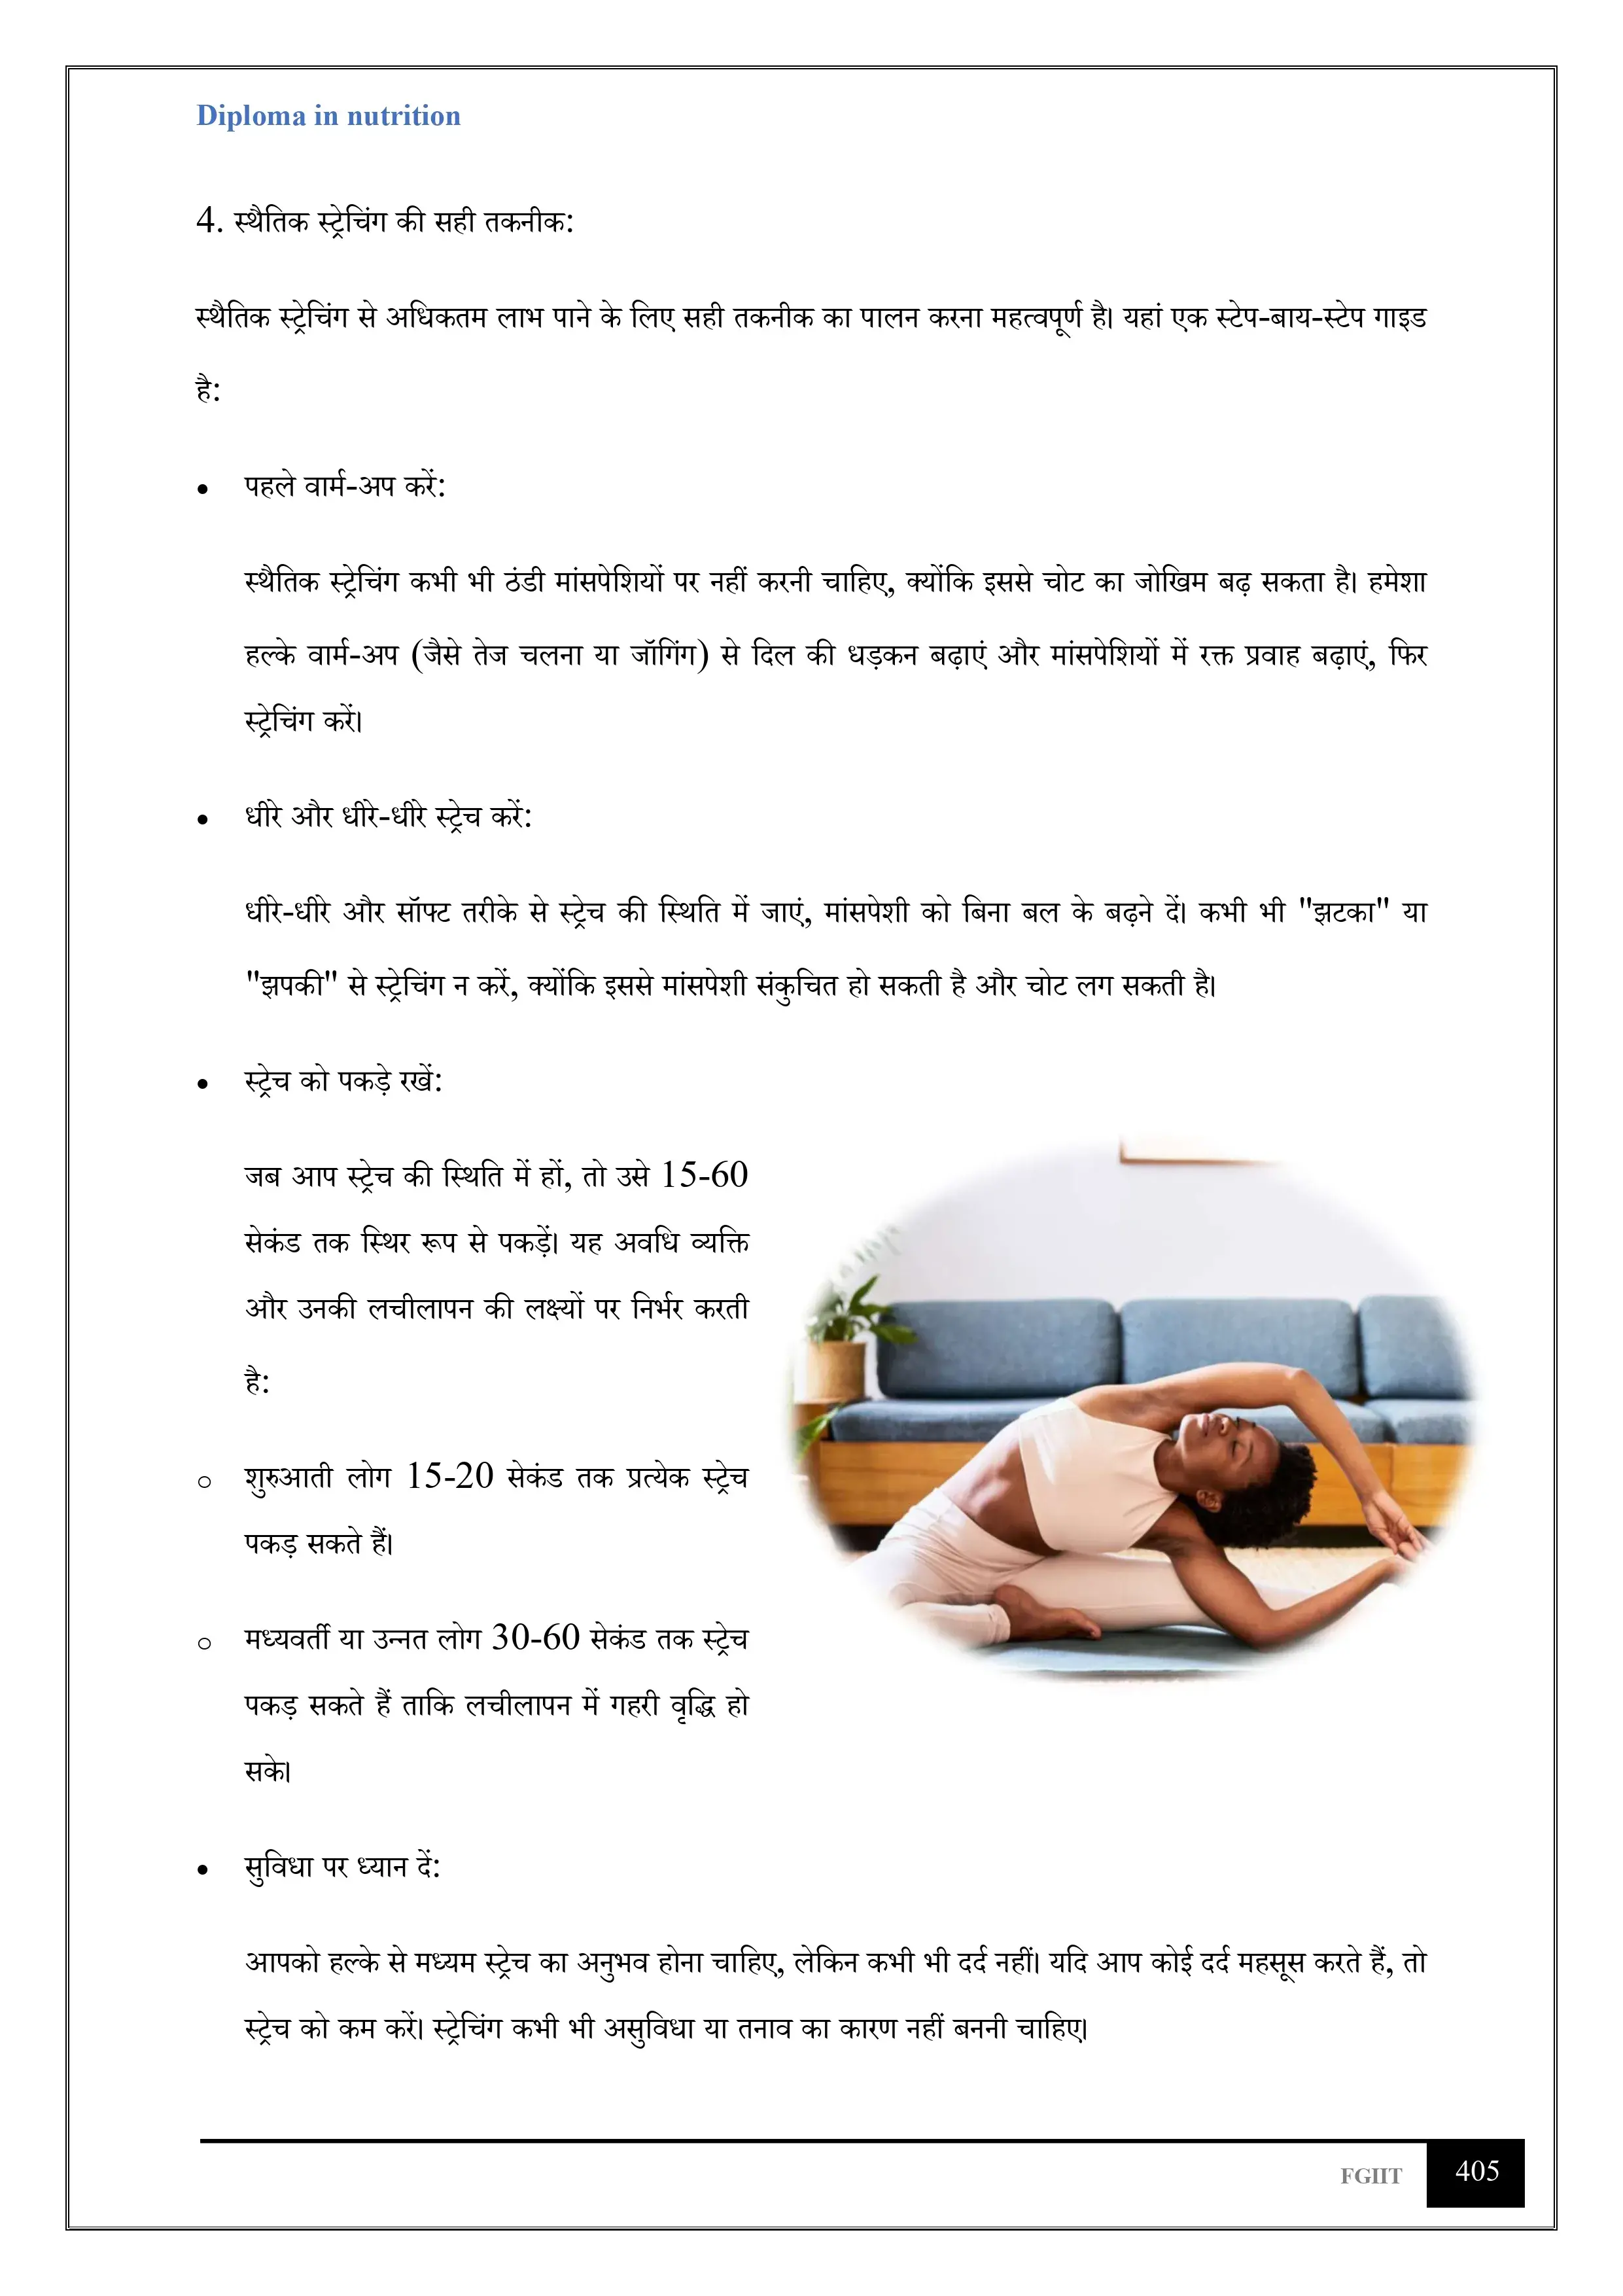 Diploma in nutrition
4. स्थैतिक स्ट्रेचिंग की सही तकनीक:
स्थैतिक स्ट्रेचिंग से अधिकतम लाभ पाने के लिए सही तकनीक का पालन करना महत्वपूर्ण है। यहां एक स्टेप-बाय-स्टेप गाइड
है:
• पहले वार्म-अप करें:
स्थैतिक स्ट्रेचिंग कभी भी ठंडी मांसपेशियों पर नहीं करनी चाहिए, क्योंकि इससे चोट का जोखिम बढ़ सकता है। हमेशा
हल्के वार्म-अप (जैसे तेज चलना या जॉगिंग) से दिल की धड़कन बढ़ाएं और मांसपेशियों में रक्त प्रवाह बढ़ाएं, फिर
स्ट्रेचिंग करें।
• धीरे और धीरे-धीरे स्ट्रेच करें:
धीरे-धीरे और सॉफ्ट तरीके से स्ट्रेच की स्थिति में जाएं, मांसपेशी को बिना बल के बढ़ने दें। कभी भी "झटका" या
"झपकी" से स्ट्रेचिंग न करें, क्योंकि इससे मांसपेशी संकुचित हो सकती है और चोट लग सकती है।
• स्ट्रेच को पकड़े रखें:
जब आप स्ट्रेच की स्थिति में हों, तो उसे 15-60
सेकंड तक स्थिर रूप से पकड़ें। यह अवधि व्यक्ति
और उनकी लचीलापन की लक्ष्यों पर निर्भर करती
है:
o शुरुआती लोग 15-20 सेकंड तक प्रत्येक स्ट्रेच
पकड़ सकते हैं।
o मध्यवर्ती या उन्नत लोग 30-60 सेकंड तक स्ट्रेच
पकड़ सकते हैं ताकि लचीलापन में गहरी वृद्धि हो
सके।
• सुविधा पर ध्यान दें:
आपको हल्के से मध्यम स्ट्रेच का अनुभव होना चाहिए, लेकिन कभी भी दर्द नहीं। यदि आप कोई दर्द महसूस करते हैं, तो
स्ट्रेच को कम करें। स्ट्रेचिंग कभी भी असुविधा या तनाव का कारण नहीं बननी चाहिए।
FGIIT 405